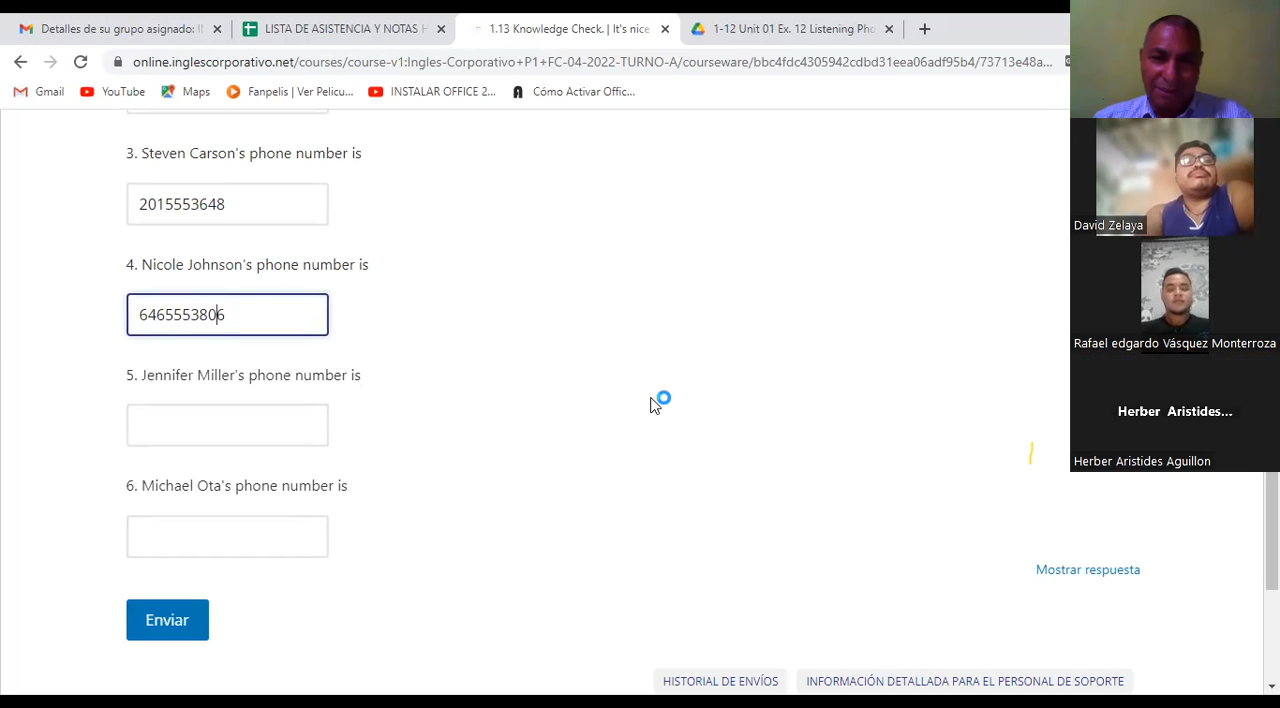 Detalles de su grupo asignado: I
LISTA DE ASISTENCIA Y NOTAS H
1.13 Knowledge Check. | It's nice
1-12 Unit 01 Ex. 12 Listening Pho
online.inglescorporativo.net/courses/course-v1:Ingles-Corporativo+P1+FC-04-2022-TURNO-A/courseware/bbc4fdc4305942cdbd31eea06adf95b4/73713e48a...
Gmail
YouTube
Maps
Fanpelis | Ver Pelicu...
INSTALAR OFFICE 2...
Cómo Activar Offic...
3. Steven Carson's phone number is
2015553648
4. Nicole Johnson's phone number is
6465553806
5. Jennifer Miller's phone number is
6. Michael Ota's phone number is
Mostrar respuesta
Enviar
HISTORIAL DE ENVÍOS
INFORMACIÓN DETALLADA PARA EL PERSONAL DE SOPORTE
David Zelaya
Rafael edgardo Vásquez Monterroza
Herber Aristides...
Herber Aristides Aguillon